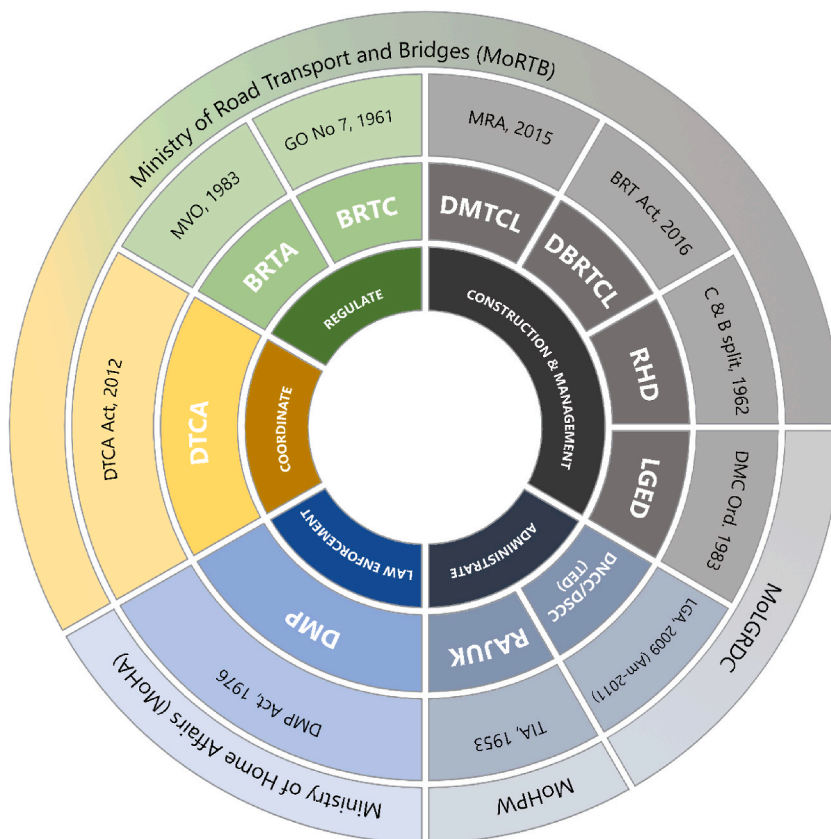 Ministry of Road Transport and Bridges (MoRTB)
GO No 7, 1961
MRA, 2015
MVO, 1983
BRT Act, 2016
BRTC
DMTCL
BRTA
DBRTCL
REGULATE
CONSTRUCTION & MANAGEMENT
C & B split, 1962
RHD
DTCA Act, 2012
DTCA
COORDINATE
LGED
DMC Ord. 1983
LAW ENFORCEMENT
ADMINISTRATE
DNCC/DSCC
(TED)
DMP
RAJUK
LGA, 2009 (Am-2011)
MoLGRDC
DMP Act, 1976
TIA, 1953
Ministry of Home Affairs (MoHA)
MoHPW